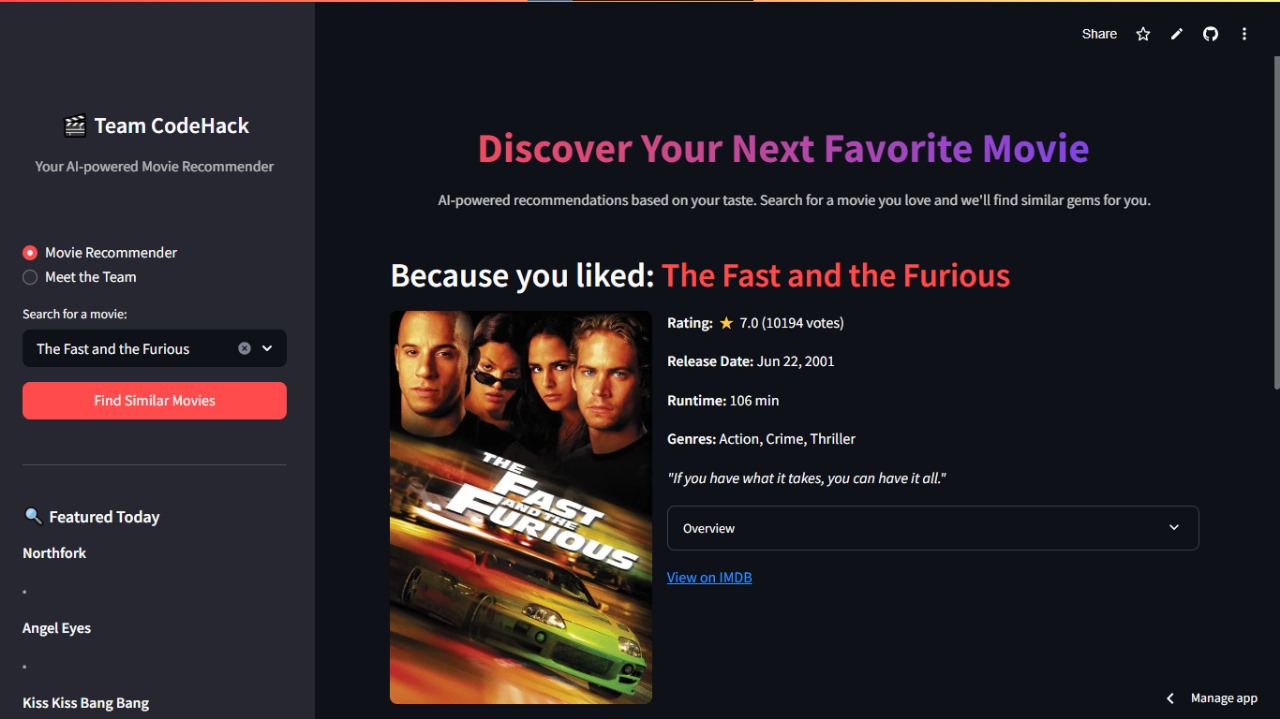 Share
🎬 Team CodeHack
Your AI-powered Movie Recommender
Movie Recommender
Meet the Team
Search for a movie:
The Fast and the Furious
Find Similar Movies
🔍 Featured Today
Northfork
•
Angel Eyes
•
Kiss Kiss Bang Bang
Discover Your Next Favorite Movie
AI-powered recommendations based on your taste. Search for a movie you love and we'll find similar gems for you.
Because you liked: The Fast and the Furious
THE
FAST
AND THE
FURIOUS
Rating: ⭐ 7.0 (10194 votes)
Release Date: Jun 22, 2001
Runtime: 106 min
Genres: Action, Crime, Thriller
"If you have what it takes, you can have it all."
Overview
View on IMDB
Manage app